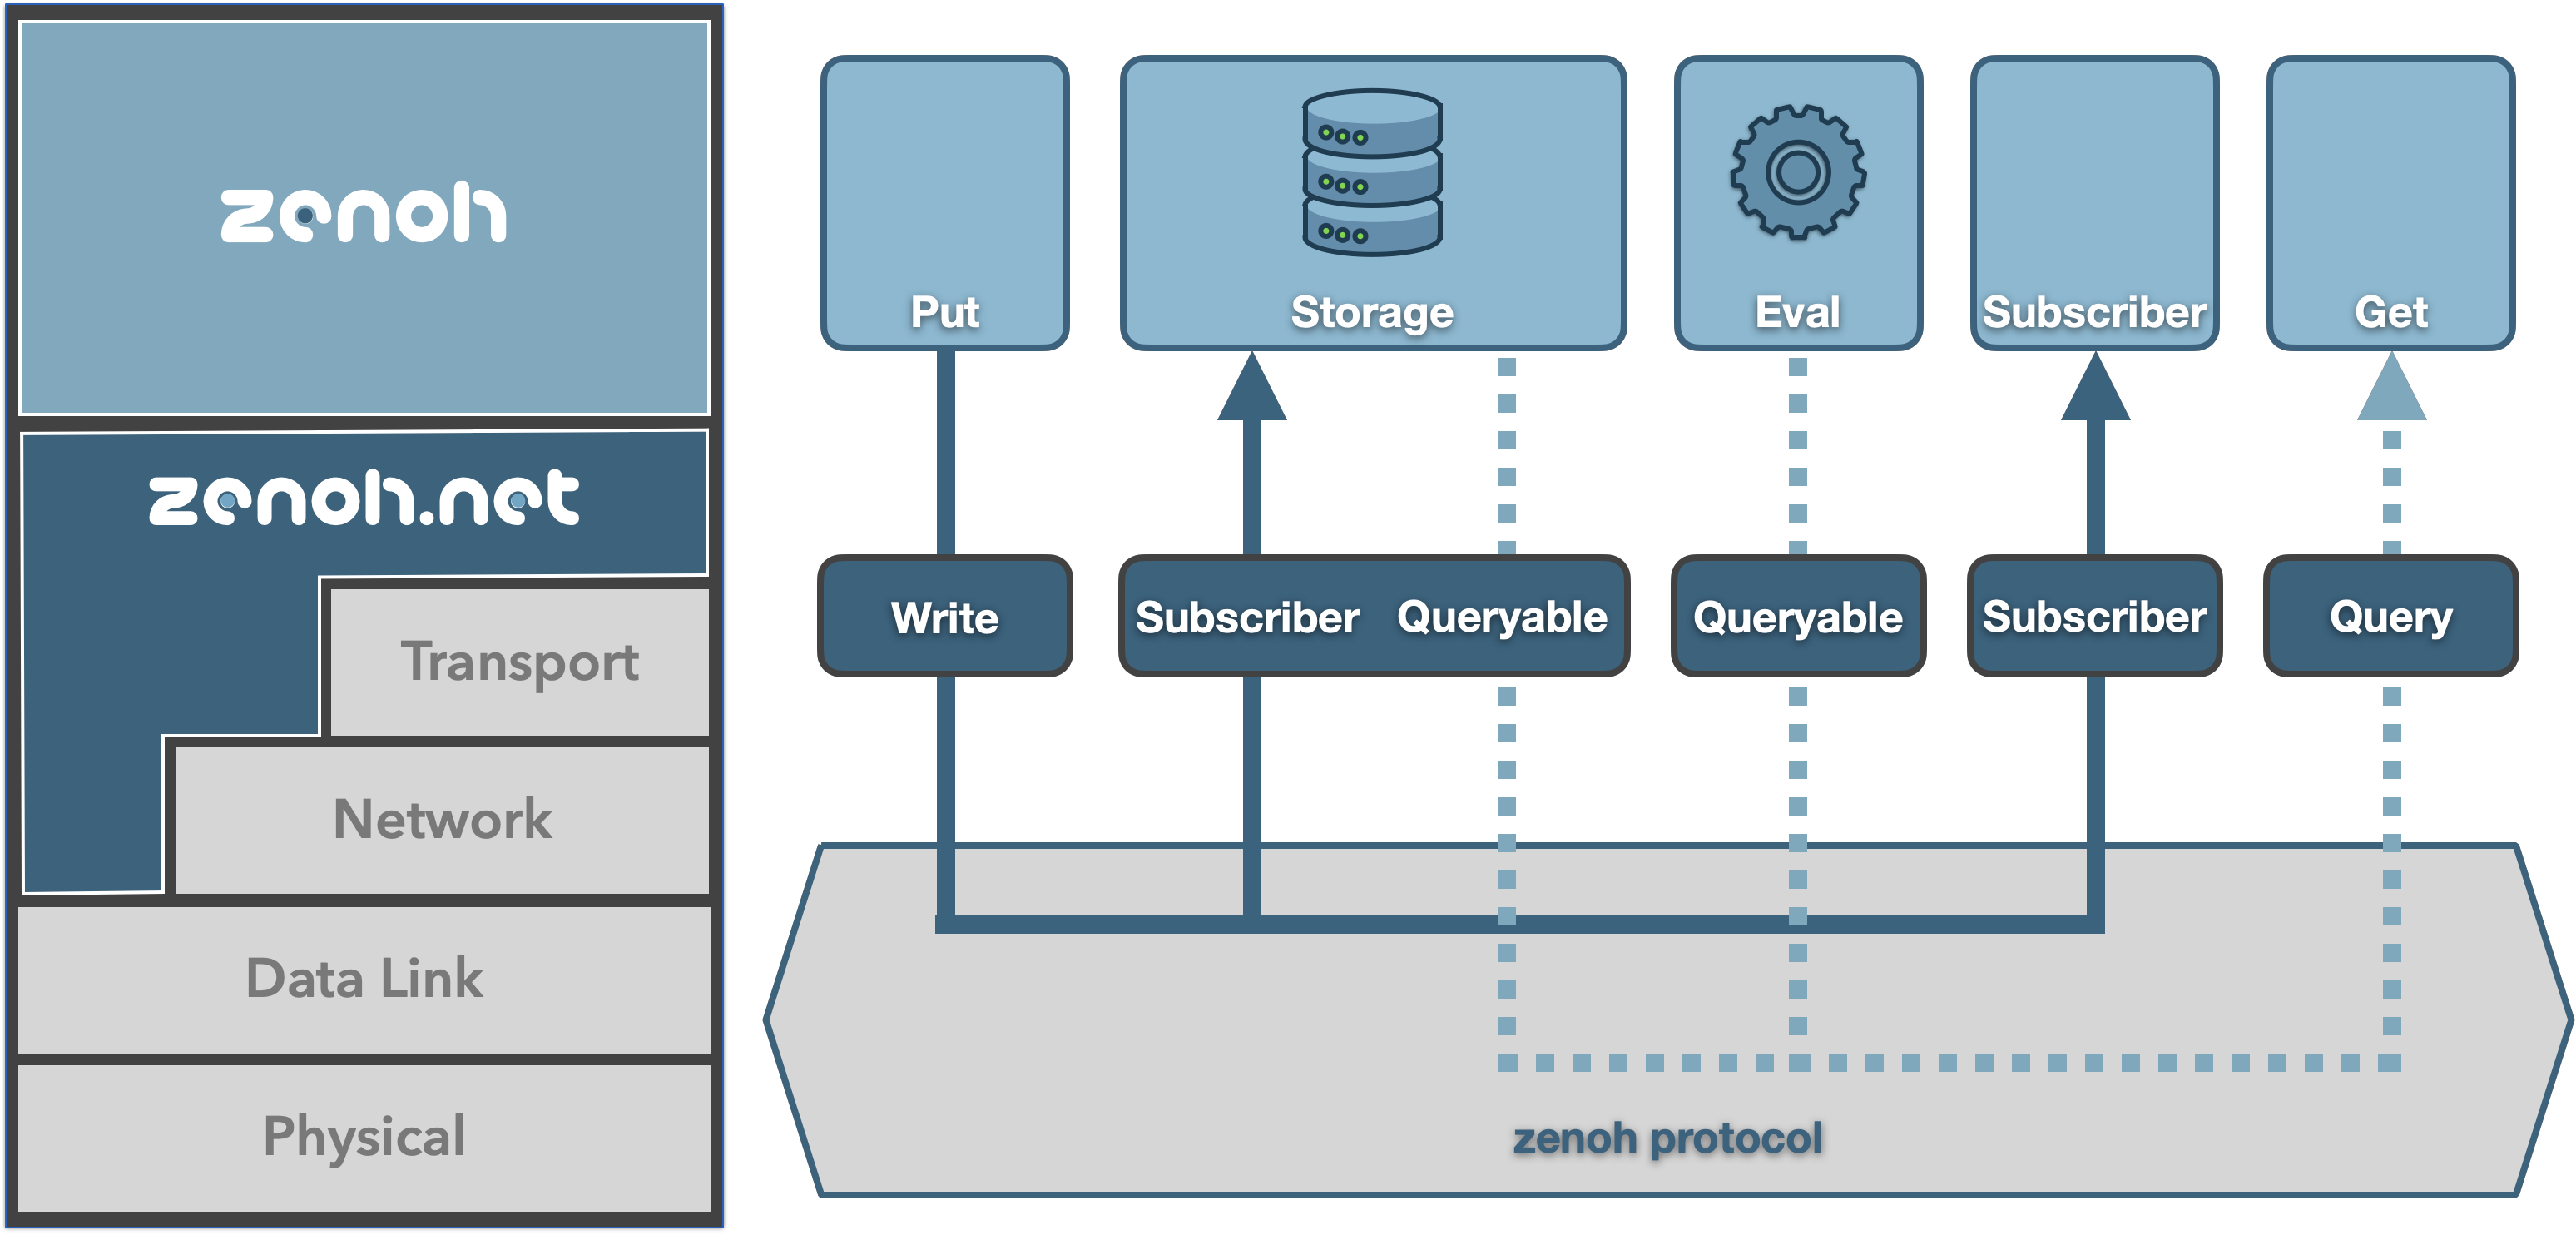 zenoh
zenoh.net
Transport
Network
Data Link
Physical
Put
Storage
Eval
Subscriber
Get
Write
Subscriber
Queryable
Queryable
Subscriber
Query
zenoh protocol